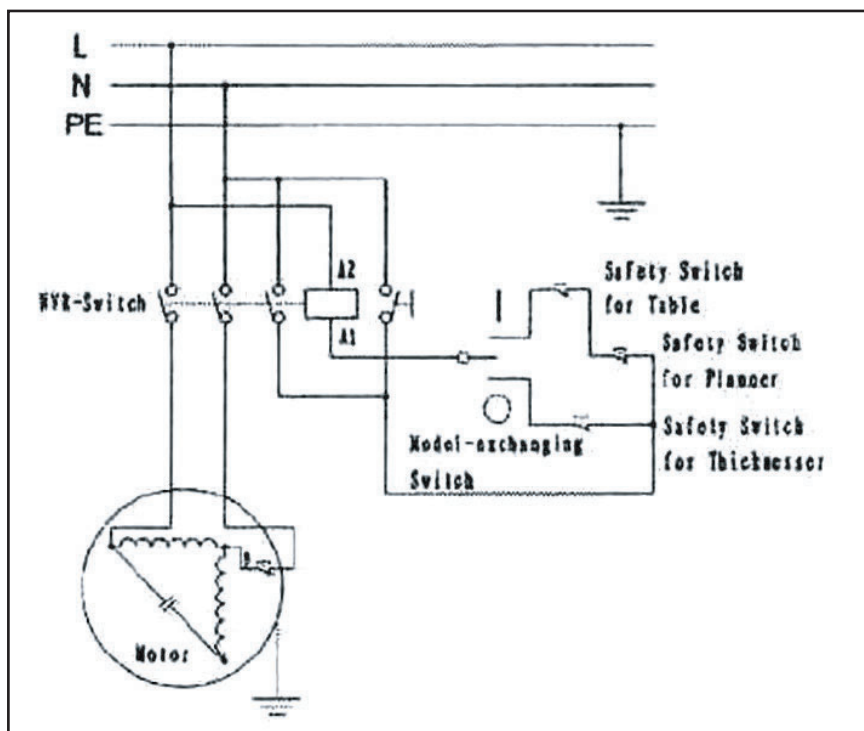 L
N
PE
A2
NVR-Switch
A1
Safety Switch
for Table
Safety Switch
for Planner
Model-exchanging
Switch
Safety Switch
for Thicknesser
Motor